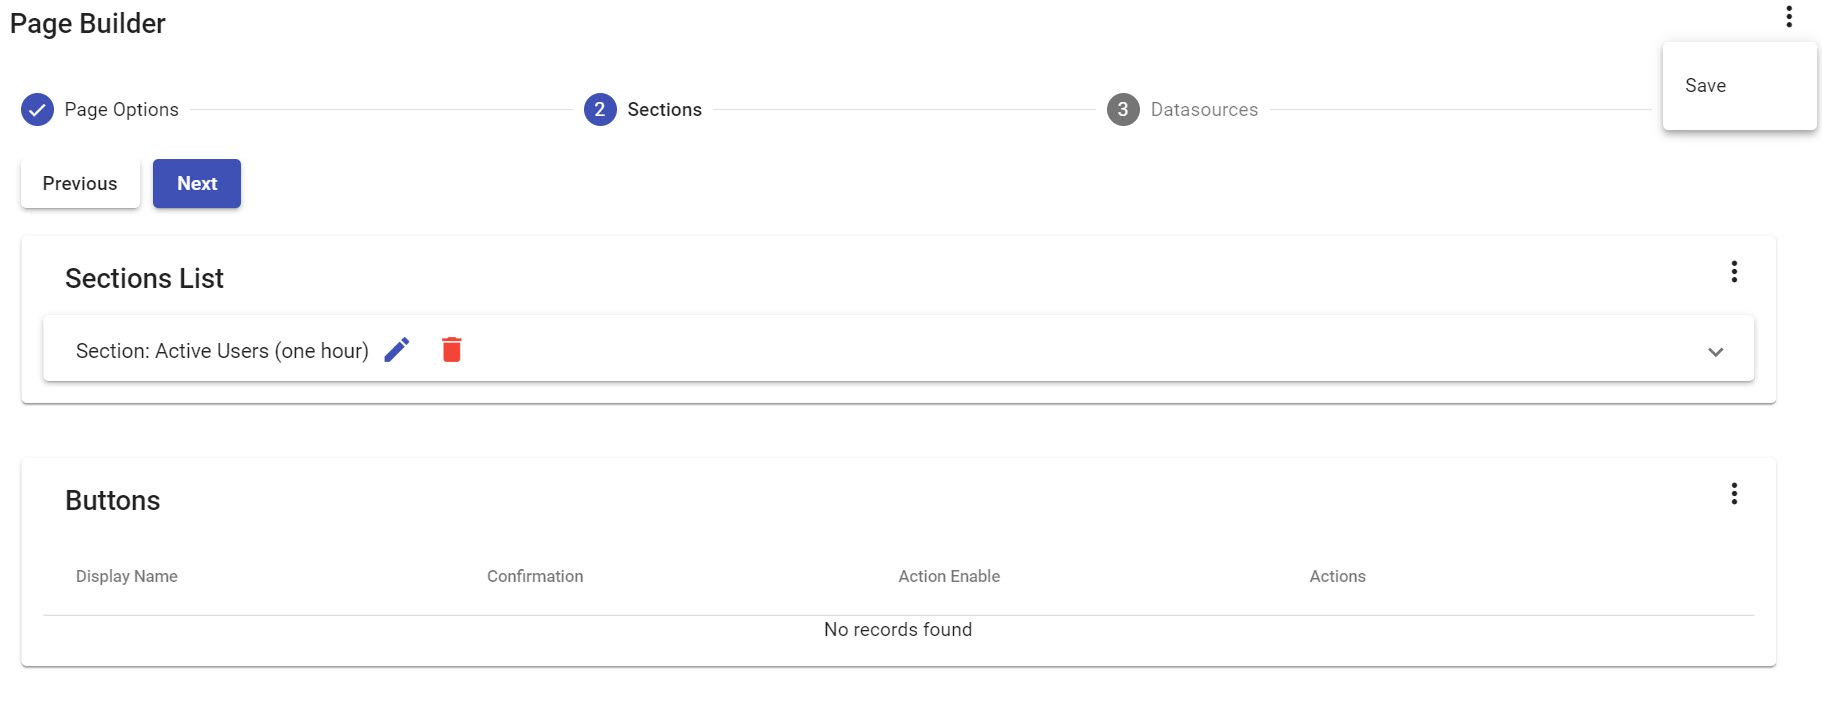 Page Builder
Save
Page Options
2 Sections
3 Datasources
Previous Next
Sections List
Section: Active Users (one hour)
Buttons
Display Name Confirmation Action Enable Actions
No records found